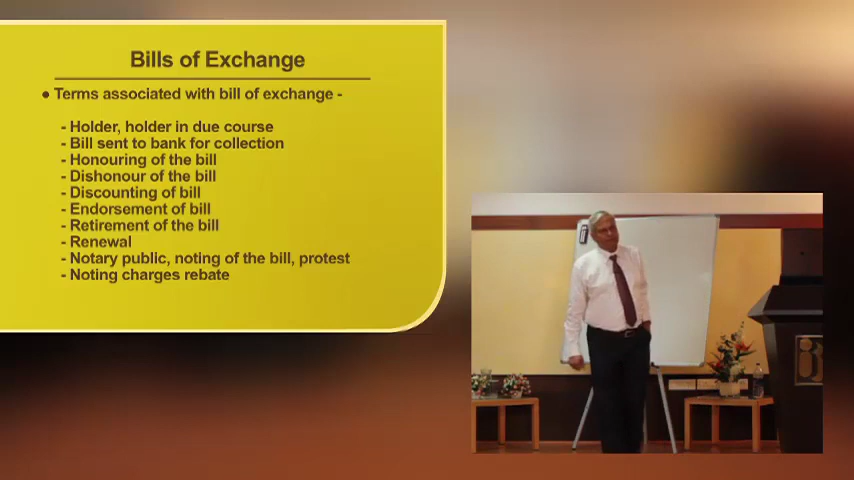 Bills of Exchange
● Terms associated with bill of exchange -
- Holder, holder in due course
- Bill sent to bank for collection
- Honouring of the bill
- Dishonour of the bill
- Discounting of bill
- Endorsement of bill
- Retirement of the bill
- Renewal
- Notary public, noting of the bill, protest
- Noting charges rebate